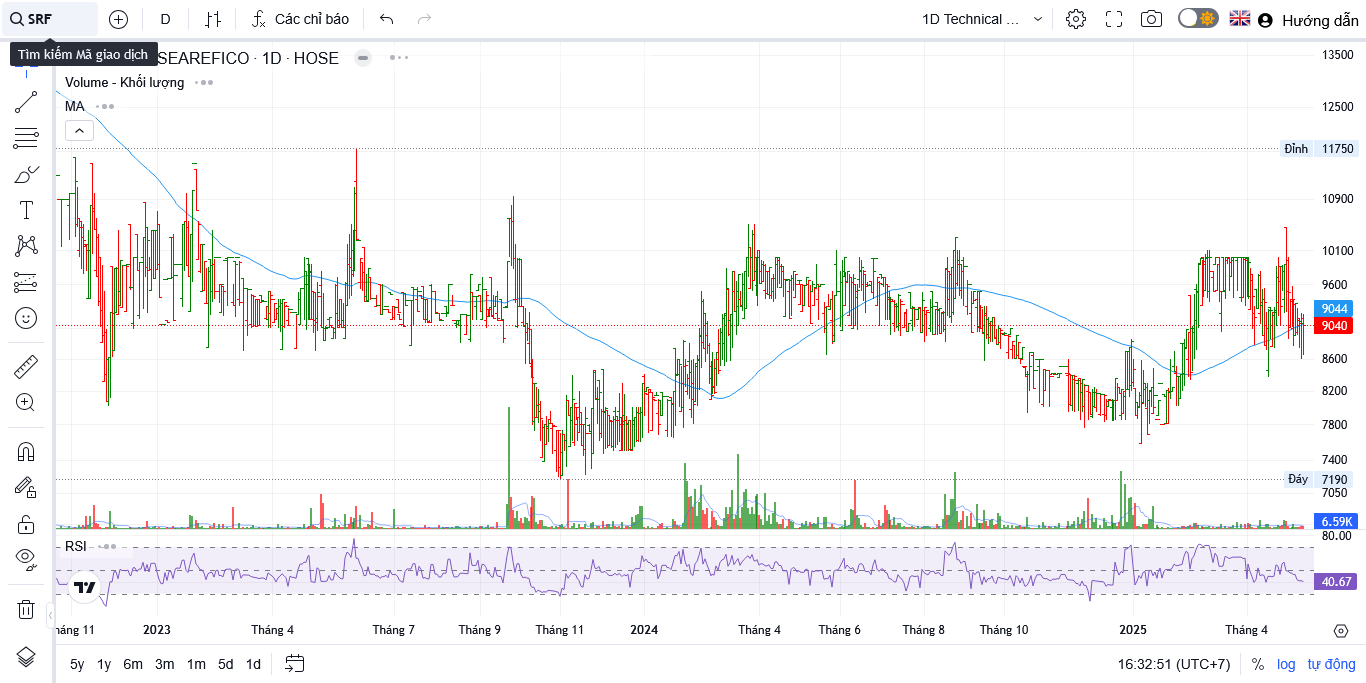 SRF D Các chỉ báo 1D Technical ... Hướng dẫn
Tìm kiếm Mã giao dịch
SEAREFICO · 1D · HOSE
Volume - Khối lượng
MA
13500
12500
Đỉnh 11750
10900
10100
9600
9044
9040
8600
8200
7800
7400
Đáy 7190
7050
6.59K
RSI
80.00
40.67
háng 11 2023 Tháng 4 Tháng 7 Tháng 9 Tháng 11 2024 Tháng 4 Tháng 6 Tháng 8 Tháng 10 2025 Tháng 4
5y 1y 6m 3m 1m 5d 1d 16:32:51 (UTC+7) % log tự động